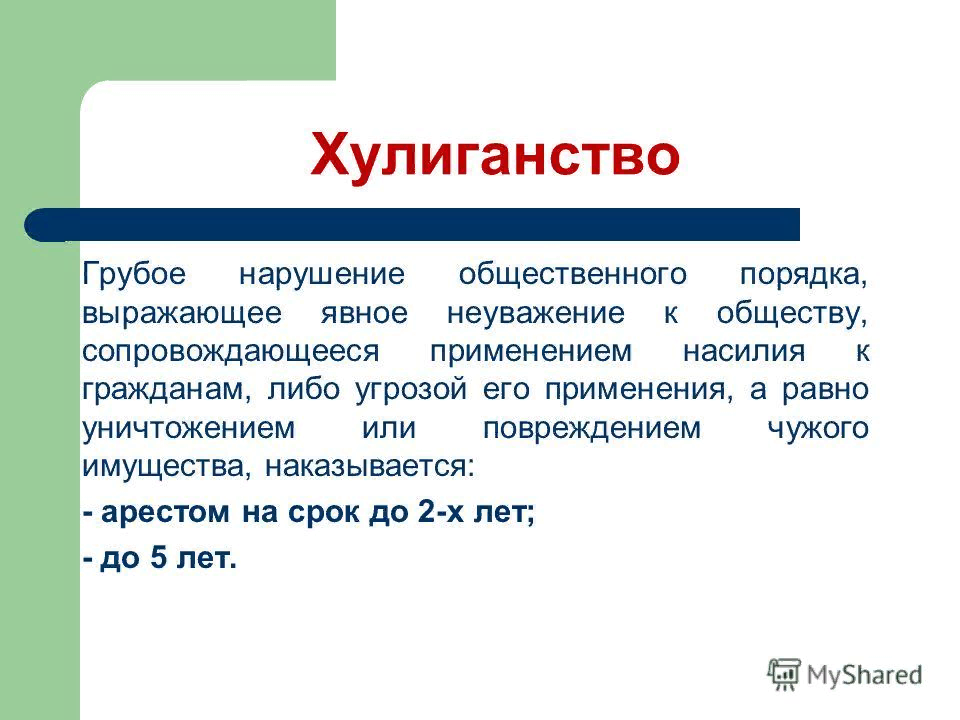 Хулиганство
Грубое нарушение общественного порядка,
выражающее явное неуважение к обществу,
сопровождающееся применением насилия к
гражданам, либо угрозой его применения, а равно
уничтожением или повреждением чужого
имущества, наказывается:
- арестом на срок до 2-х лет;
- до 5 лет.
MyShared